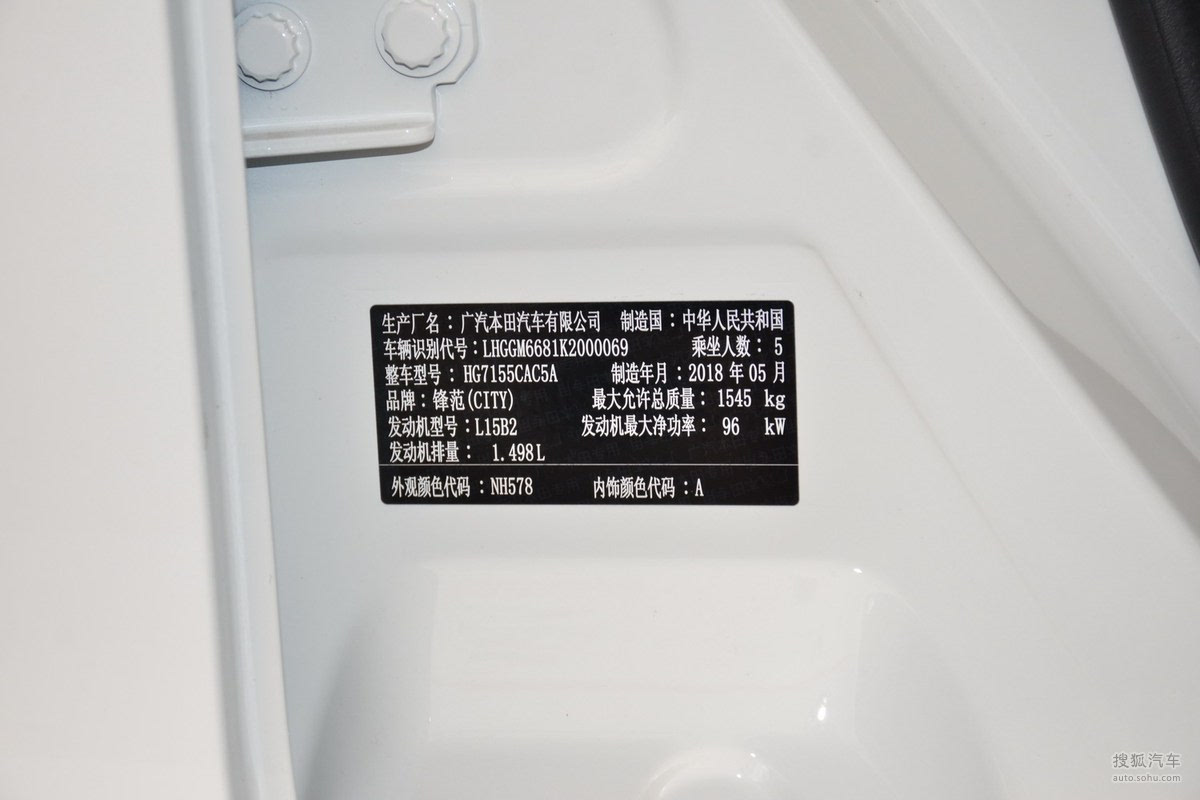 生产厂名：广汽本田汽车有限公司 制造国：中华人民共和国
车辆识别代号：LHGGM6681K2000069 乘坐人数：5
整车型号：HG7155CAC5A 制造年月：2018 年 05 月
品牌：锋范(CITY) 最大允许总质量：1545 kg
发动机型号：L15B2 发动机最大净功率：96 kW
发动机排量：1.498L
外观颜色代码：NH578 内饰颜色代码：A
搜狐汽车
auto.sohu.com